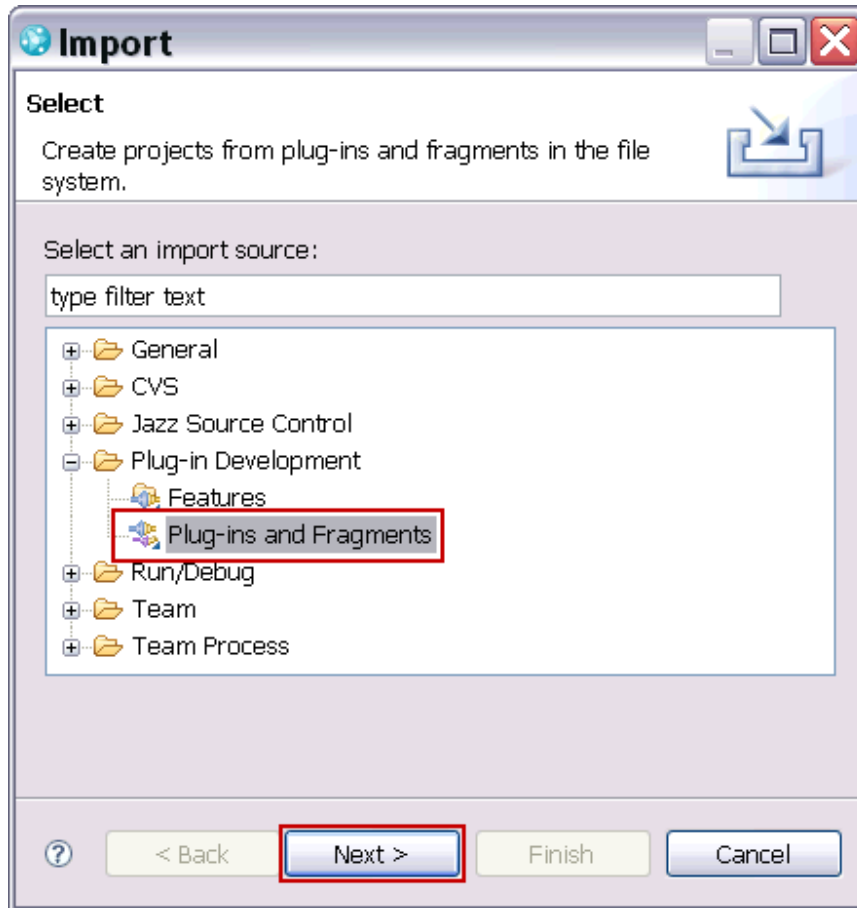 Import
Select
Create projects from plug-ins and fragments in the file
system.
Select an import source:
type filter text
General
CVS
Jazz Source Control
Plug-in Development
Features
Plug-ins and Fragments
Run/Debug
Team
Team Process
? < Back Next > Finish Cancel